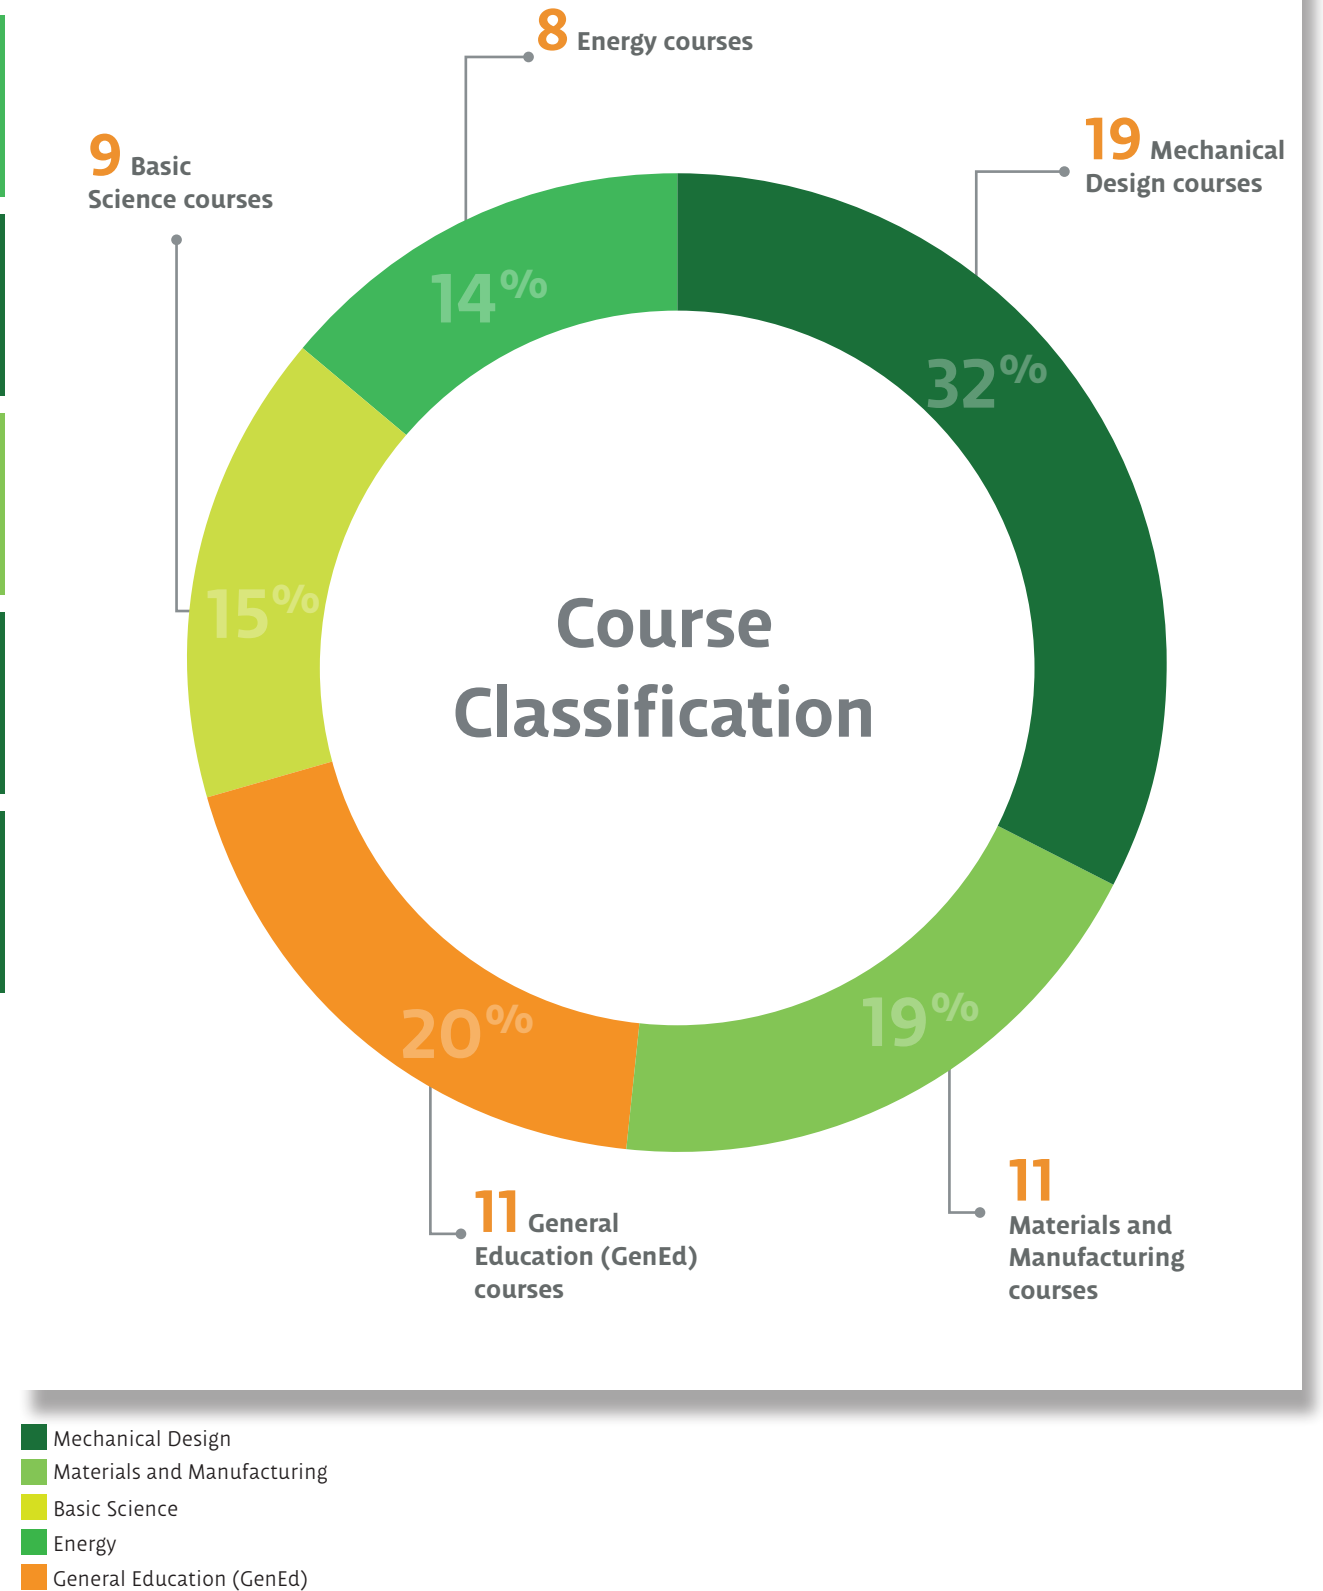 8 Energy courses
19 Mechanical
Design courses
9 Basic
Science courses
14%
32%
15%
Course
Classification
19%
20%
11
Materials and
Manufacturing
courses
11 General
Education (GenEd)
courses
Mechanical Design
Materials and Manufacturing
Basic Science
Energy
General Education (GenEd)